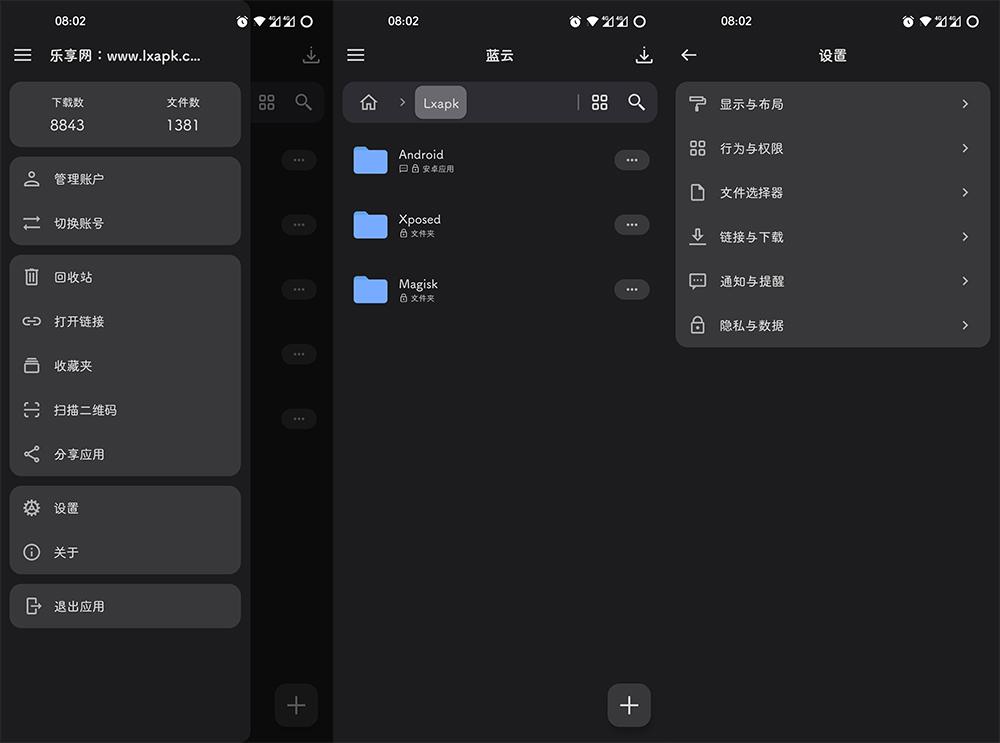 08:02
乐享网：www.lxapk.c...
下载数
文件数
8843
1381
管理账户
切换账号
回收站
打开链接
收藏夹
扫描二维码
分享应用
设置
关于
退出应用
08:02
蓝云
Lxapk
Android
安卓应用
Xposed
文件夹
Magisk
文件夹
08:02
设置
显示与布局
行为与权限
文件选择器
链接与下载
通知与提醒
隐私与数据